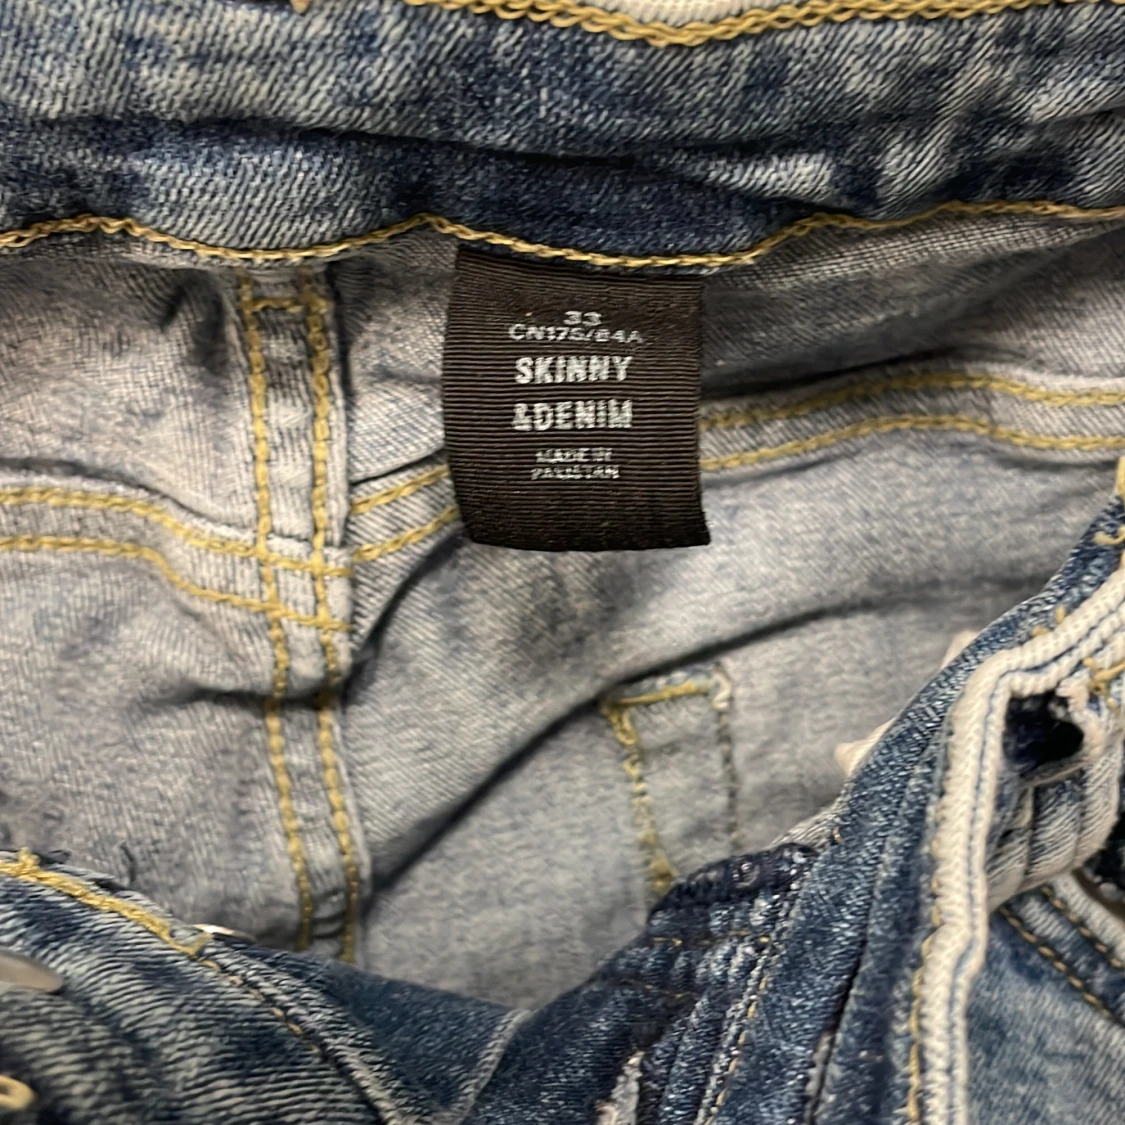 33
CN175/84A
SKINNY
&DENIM
MADE IN
PAKISTAN